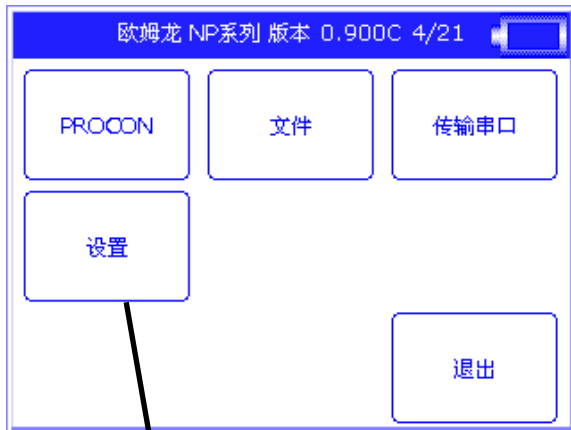 欧姆龙 NP系列 版本 0.900C 4/21
PROCON 文件 传输串口
设置
退出